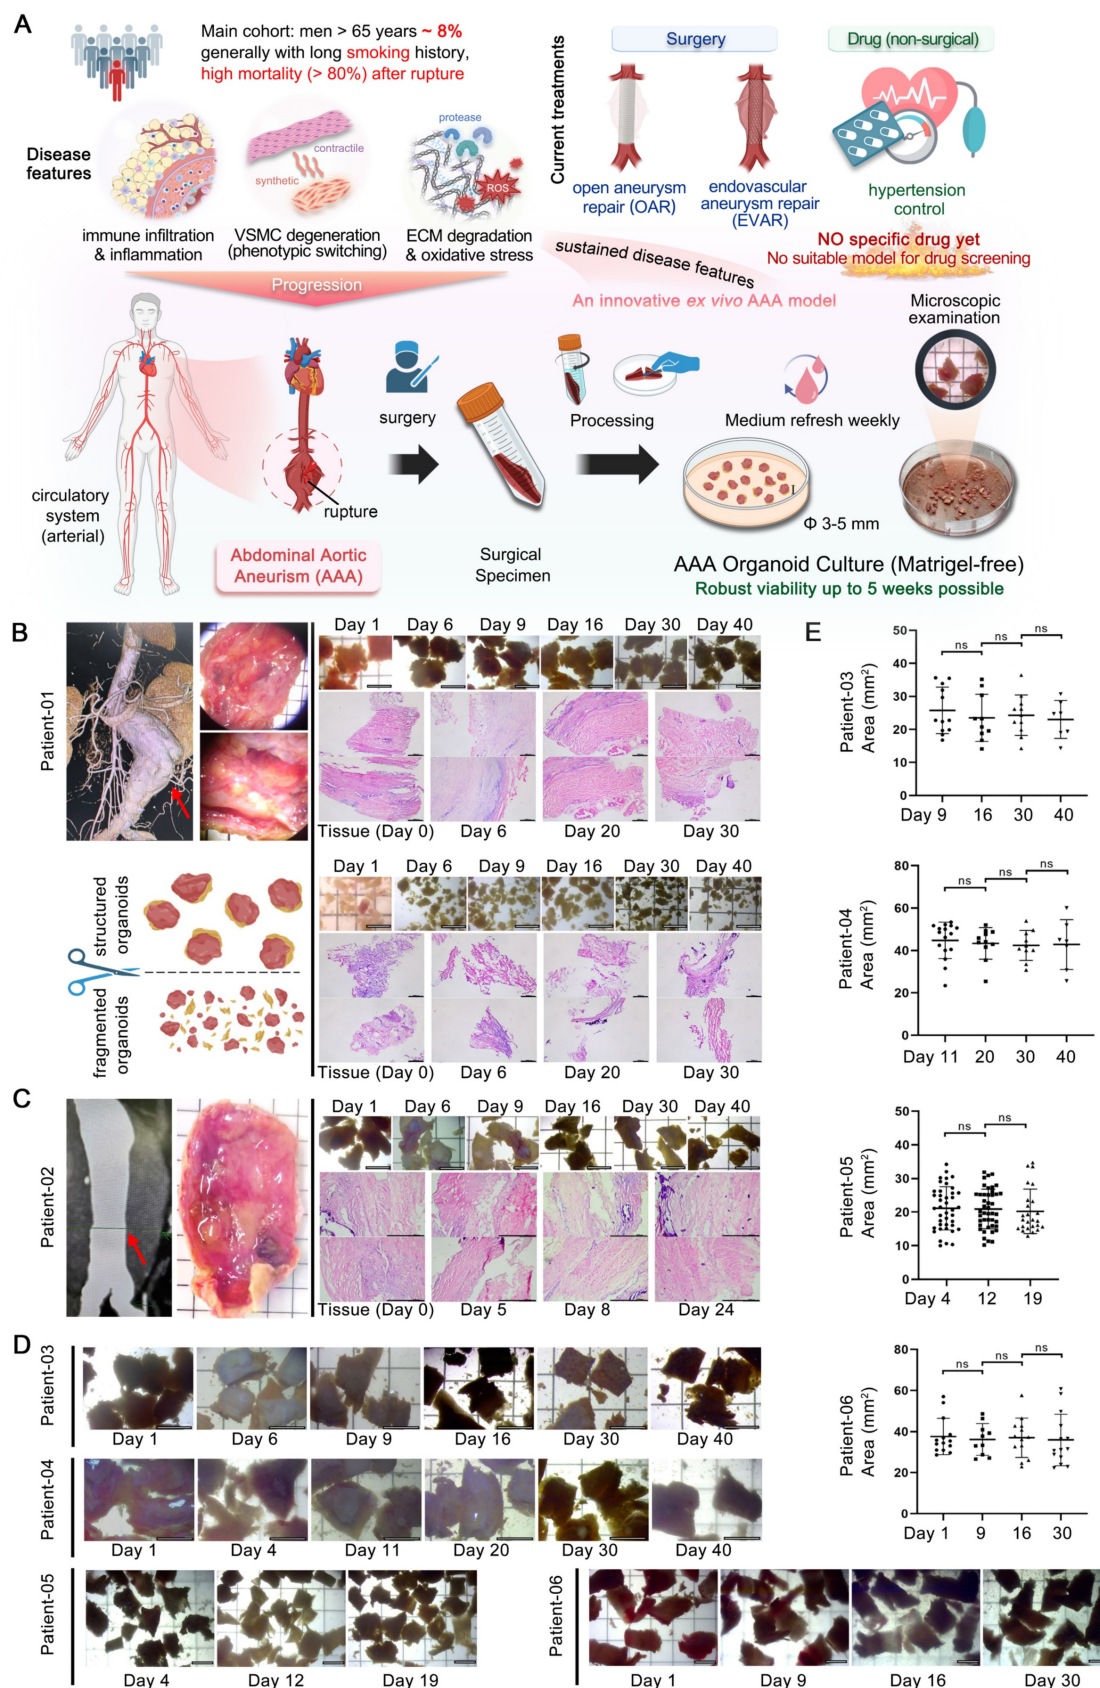 A
Main cohort: men > 65 years ~ 8%
generally with long smoking history,
high mortality (> 80%) after rupture
Disease
features
contractile
synthetic
protease
ROS
immune infiltration
& inflammation
VSMC degeneration
(phenotypic switching)
ECM degradation
& oxidative stress
Current treatments
Surgery
Drug (non-surgical)
open aneurysm
repair (OAR)
endovascular
aneurysm repair
(EVAR)
hypertension
control
NO specific drug yet
No suitable model for drug screening
sustained disease features
Progression
An innovative ex vivo AAA model
Microscopic
examination
surgery
Processing
Medium refresh weekly
circulatory
system
(arterial)
rupture
Φ 3-5 mm
Abdominal Aortic
Aneurism (AAA)
Surgical
Specimen
AAA Organoid Culture (Matrigel-free)
Robust viability up to 5 weeks possible
B
Patient-01
Day 1 Day 6 Day 9 Day 16 Day 30 Day 40
Tissue (Day 0) Day 6 Day 20 Day 30
structured
organoids
fragmented
organoids
Day 1 Day 6 Day 9 Day 16 Day 30 Day 40
Tissue (Day 0) Day 6 Day 20 Day 30
C
Patient-02
Day 1 Day 6 Day 9 Day 16 Day 30 Day 40
Tissue (Day 0) Day 5 Day 8 Day 24
D
Patient-03
Day 1 Day 6 Day 9 Day 16 Day 30 Day 40
Patient-04
Day 1 Day 4 Day 11 Day 20 Day 30 Day 40
Patient-05
Day 4 Day 12 Day 19
Patient-06
Day 1 Day 9 Day 16 Day 30
E
Patient-03
Area (mm²)
50
40
30
20
10
0
ns ns ns
Day 9 16 30 40
Patient-04
Area (mm²)
80
60
40
20
0
ns ns ns
Day 11 20 30 40
Patient-05
Area (mm²)
50
40
30
20
10
0
ns ns
Day 4 12 19
Patient-06
Area (mm²)
80
60
40
20
0
ns ns ns
Day 1 9 16 30